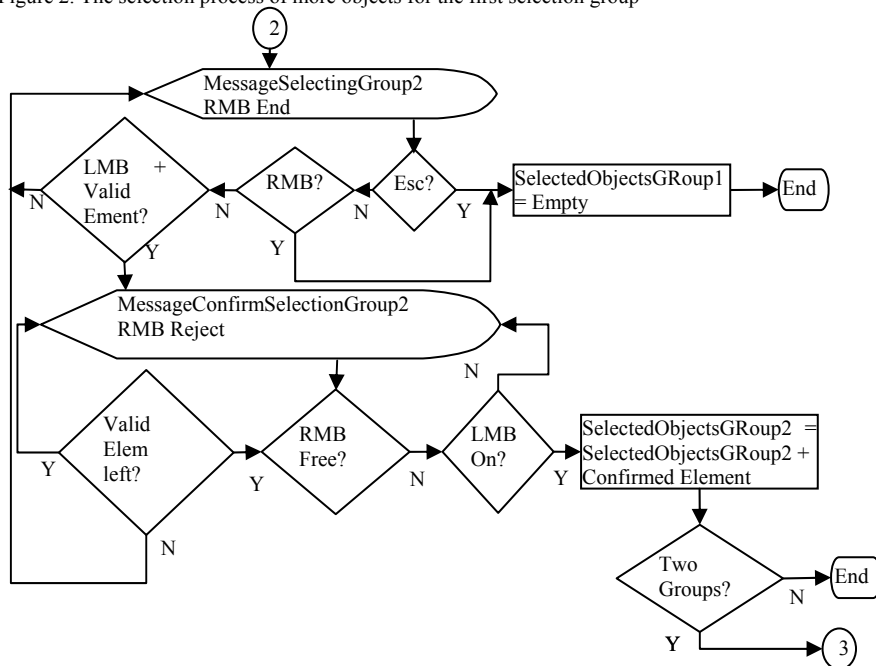 Figure 2. The selection process of more objects for the first selection group
2
MessageSelectingGroup2
RMB End
LMB +
Valid
Ement?
RMB?
Esc?
SelectedObjectsGRoup1
= Empty
End
N
N
N
Y
Y
Y
MessageConfirmSelectionGroup2
RMB Reject
N
Valid
Elem
left?
RMB
Free?
LMB
On?
SelectedObjectsGRoup2 =
SelectedObjectsGRoup2 +
Confirmed Element
Y
Y
N
Y
N
Two
Groups?
End
N
Y
3